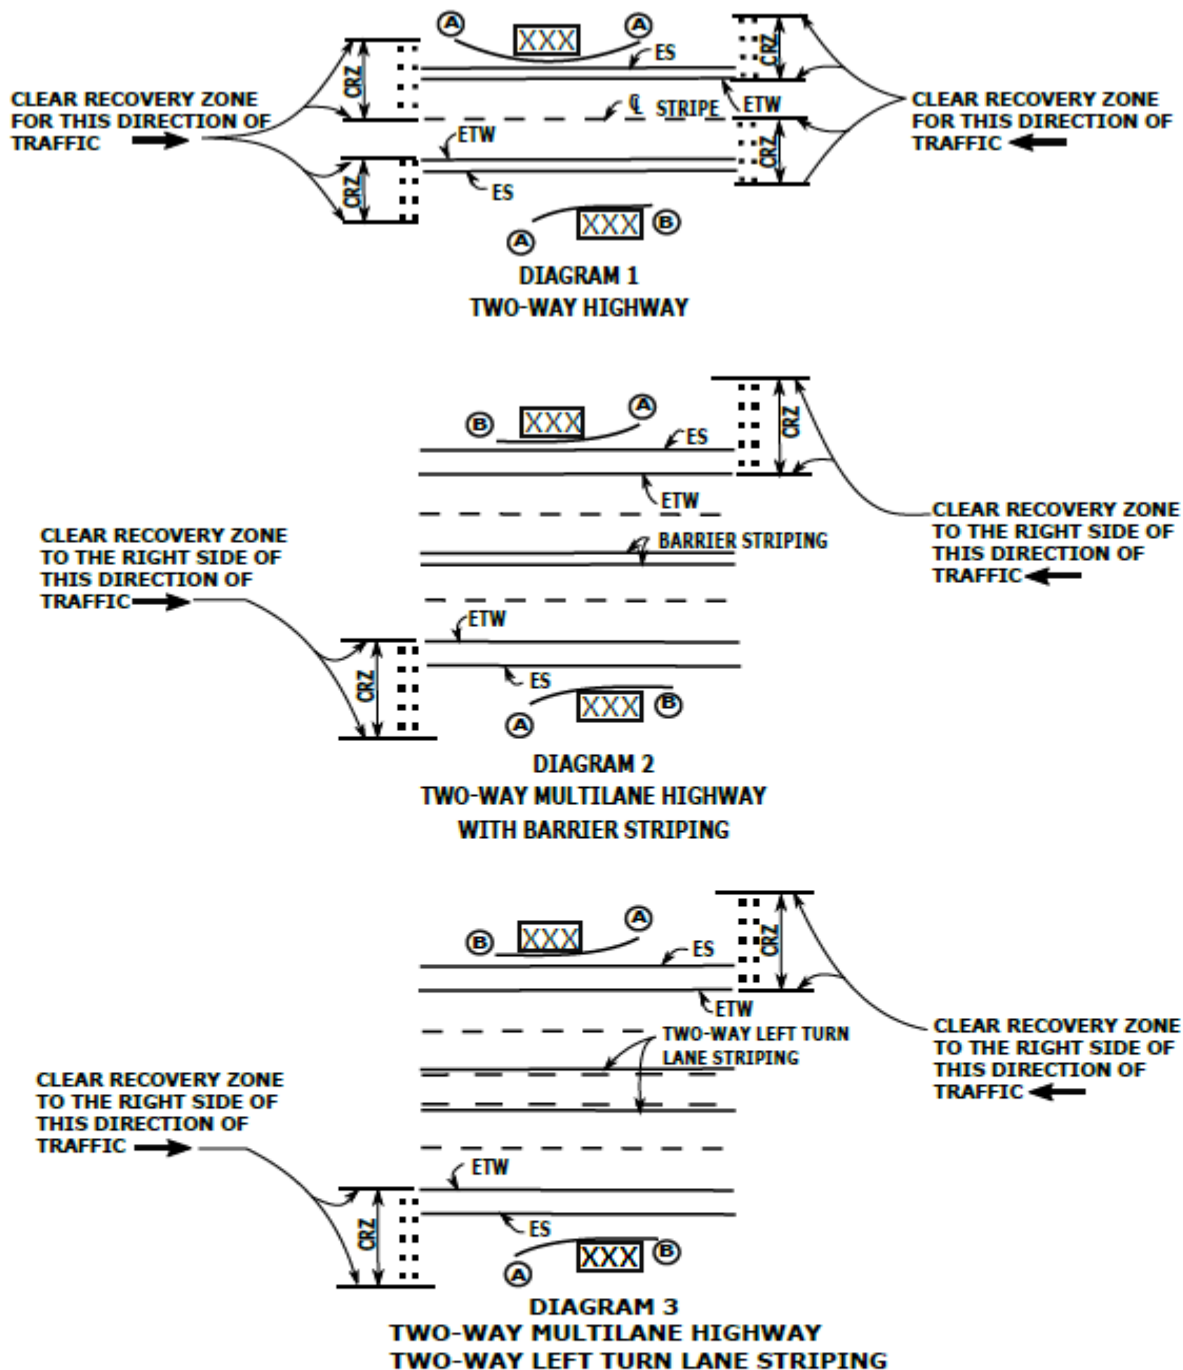 A
XXX
A
ES
CRZ
CRZ
CLEAR RECOVERY ZONE
FOR THIS DIRECTION OF
TRAFFIC
℄ STRIPE
ETW
CLEAR RECOVERY ZONE
FOR THIS DIRECTION OF
TRAFFIC
ETW
CRZ
CRZ
ES
A
XXX
B
DIAGRAM 1
TWO-WAY HIGHWAY
B
XXX
A
ES
CRZ
ETW
CLEAR RECOVERY ZONE
TO THE RIGHT SIDE OF
THIS DIRECTION OF
TRAFFIC
CLEAR RECOVERY ZONE
TO THE RIGHT SIDE OF
THIS DIRECTION OF
TRAFFIC
BARRIER STRIPING
ETW
CRZ
ES
A
XXX
B
DIAGRAM 2
TWO-WAY MULTILANE HIGHWAY
WITH BARRIER STRIPING
B
XXX
A
ES
CRZ
ETW
TWO-WAY LEFT TURN
LANE STRIPING
CLEAR RECOVERY ZONE
TO THE RIGHT SIDE OF
THIS DIRECTION OF
TRAFFIC
CLEAR RECOVERY ZONE
TO THE RIGHT SIDE OF
THIS DIRECTION OF
TRAFFIC
ETW
CRZ
ES
A
XXX
B
DIAGRAM 3
TWO-WAY MULTILANE HIGHWAY
TWO-WAY LEFT TURN LANE STRIPING